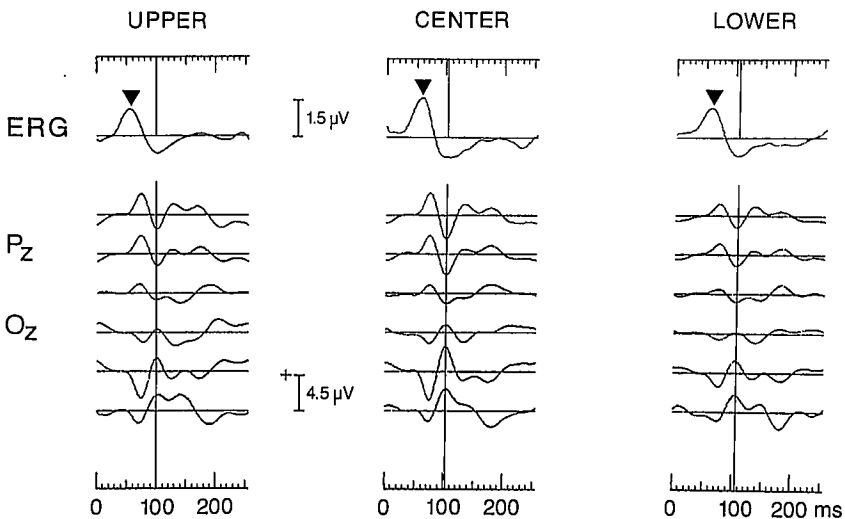 UPPER CENTER LOWER
ERG
1.5 μV
Pz
Oz
+
4.5 μV
0 100 200 0 100 200 0 100 200 ms